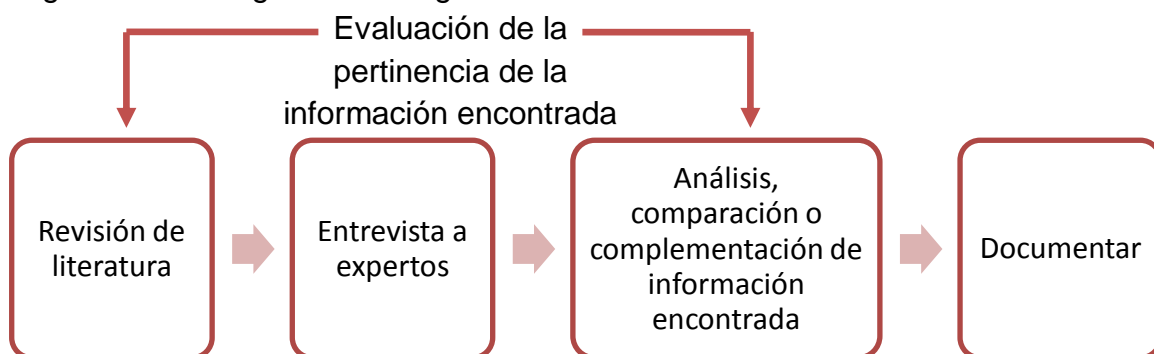 Evaluación de la
pertinencia de la
información encontrada
Revisión de
literatura
Entrevista a
expertos
Análisis,
comparación o
complementación de
información
encontrada
Documentar